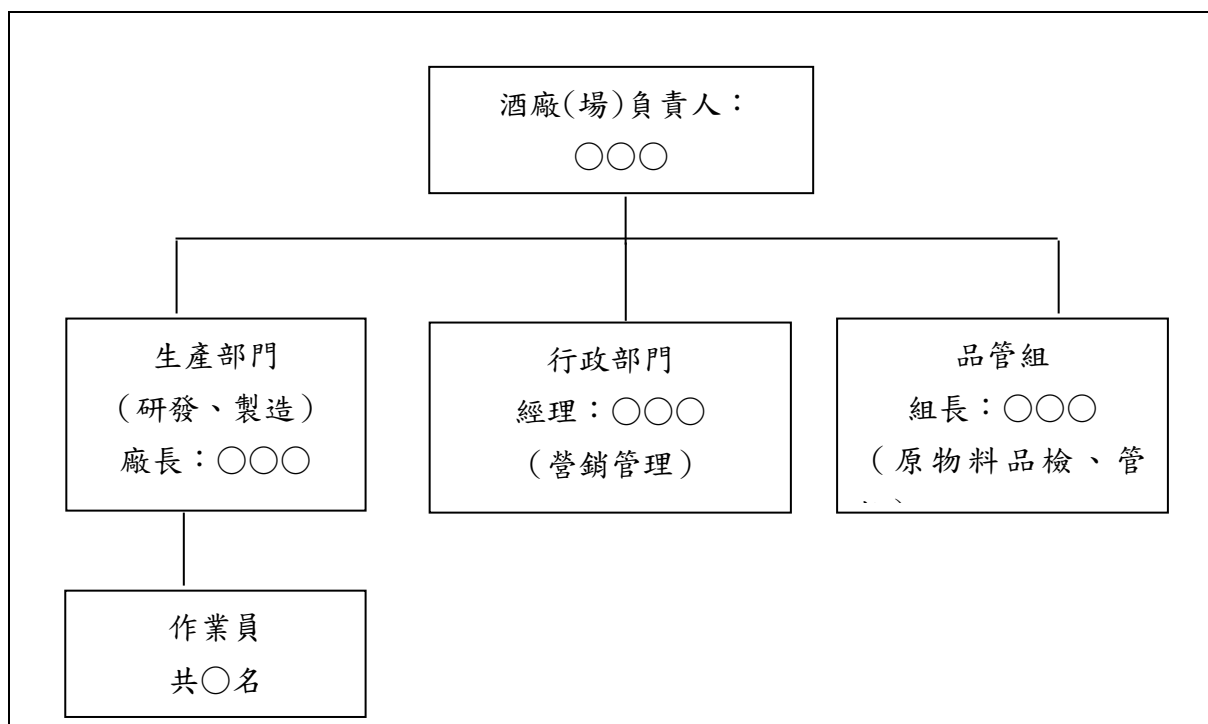 酒廠(場)負責人：
○○○
生產部門
（研發、製造）
廠長：○○○
行政部門
經理：○○○
（營銷管理）
品管組
組長：○○○
（原物料品檢、管
作業員
共○名